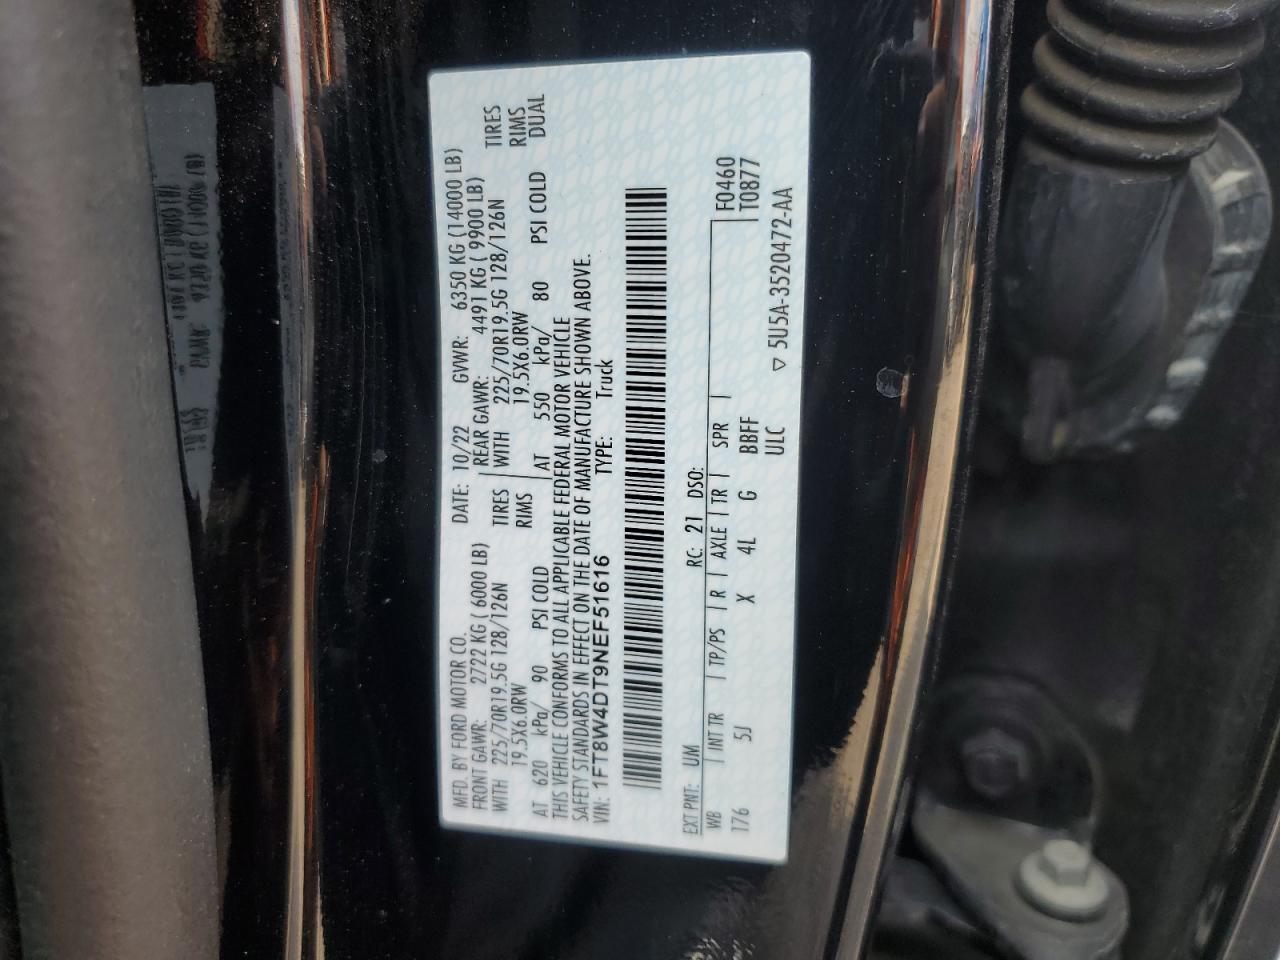 MFD. BY FORD MOTOR CO. DATE: 10/22 GVWR: 6350 KG (14000 LB)
FRONT GAWR: 2722 KG ( 6000 LB) REAR GAWR: 4491 KG ( 9900 LB)
WITH 225/70R19.5G 128/126N TIRES WITH 225/70R19.5G 128/126N TIRES
19.5X6.0RW RIMS 19.5X6.0RW RIMS
AT 620 kPa/ 90 PSI COLD AT 550 kPa/ 80 PSI COLD DUAL
THIS VEHICLE CONFORMS TO ALL APPLICABLE FEDERAL MOTOR VEHICLE
SAFETY STANDARDS IN EFFECT ON THE DATE OF MANUFACTURE SHOWN ABOVE.
VIN: 1FT8W4DT9NEF51616 TYPE: Truck
EXT PNT: UM RC: 21 DSO:
WB INT TR TP/PS R AXLE TR SPR F0460
176 5J X 4L G BBFF T0877
ULC
▽ 5U5A-3520472-AA